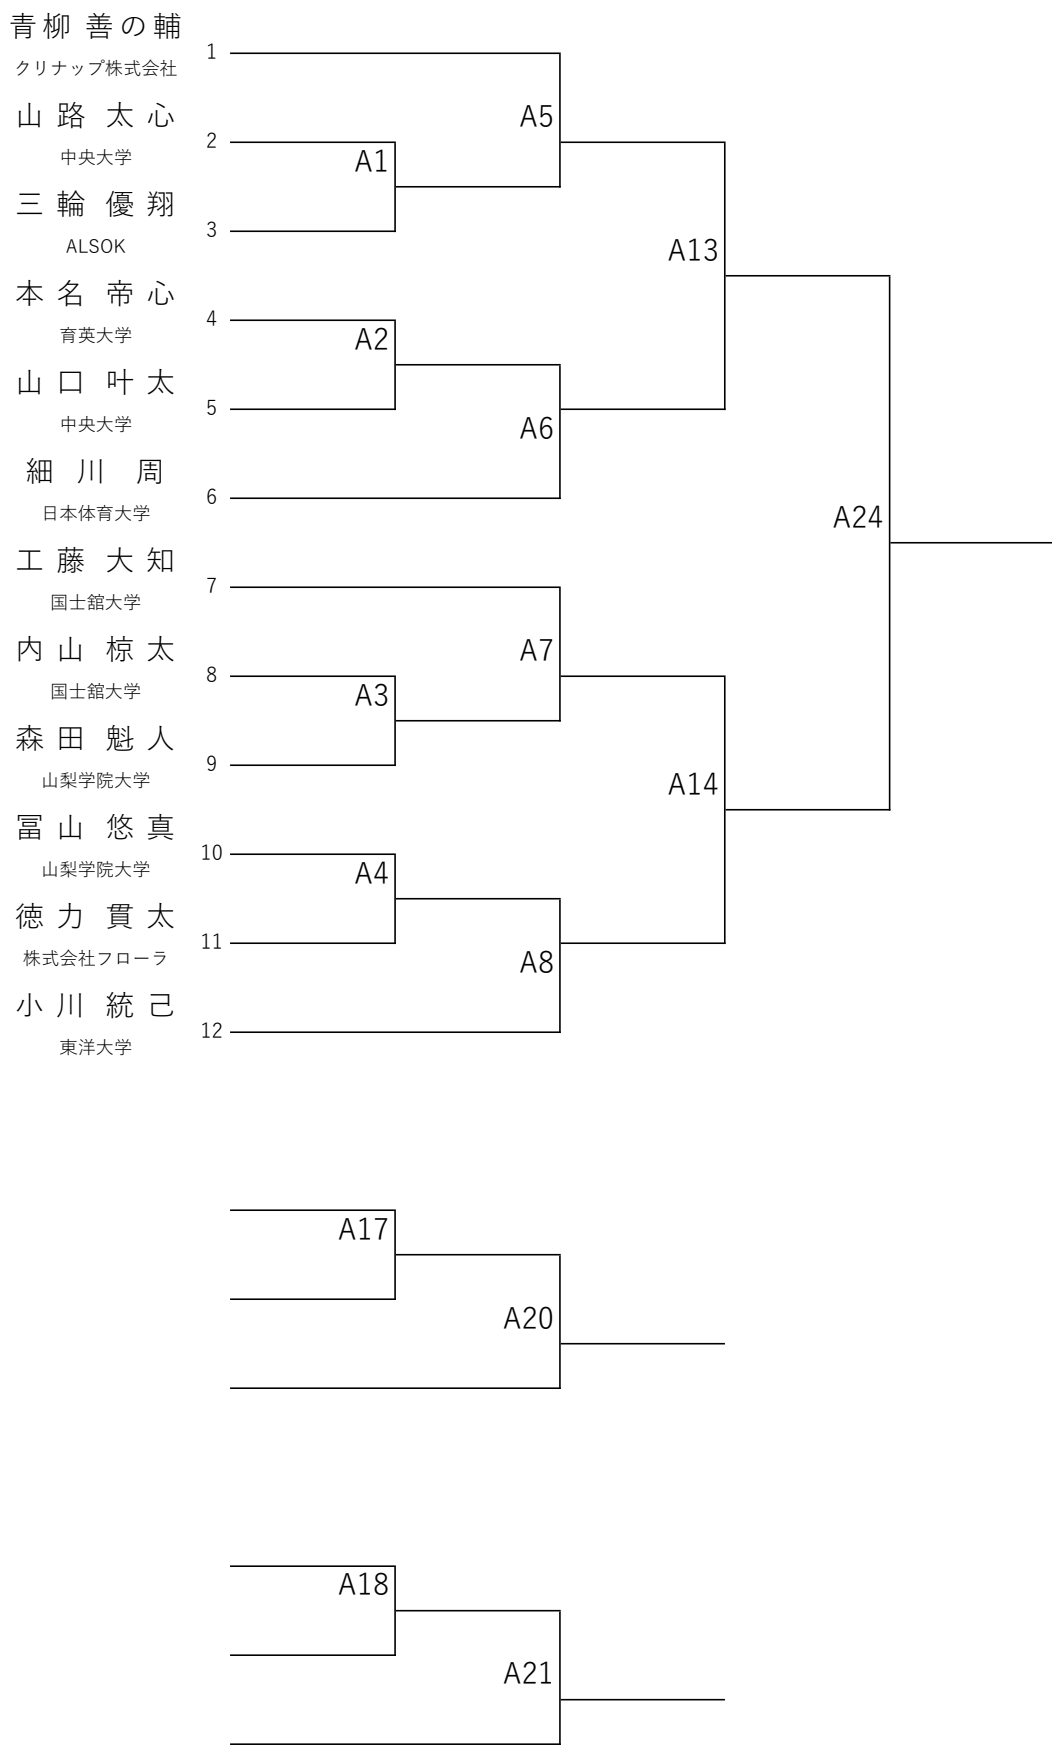 青柳 善の輔
1
クリナップ株式会社
山路 太心
2
中央大学
三輪 優翔
3
ALSOK
本名 帝心
4
育英大学
山口 叶太
5
中央大学
細川 周
6
日本体育大学
工藤 大知
7
国士舘大学
内山 椋太
8
国士舘大学
森田 魁人
9
山梨学院大学
冨山 悠真
10
山梨学院大学
徳力 貫太
11
株式会社フローラ
小川 統己
12
東洋大学
A1
A2
A3
A4
A5
A6
A7
A8
A13
A14
A24
A17
A20
A18
A21